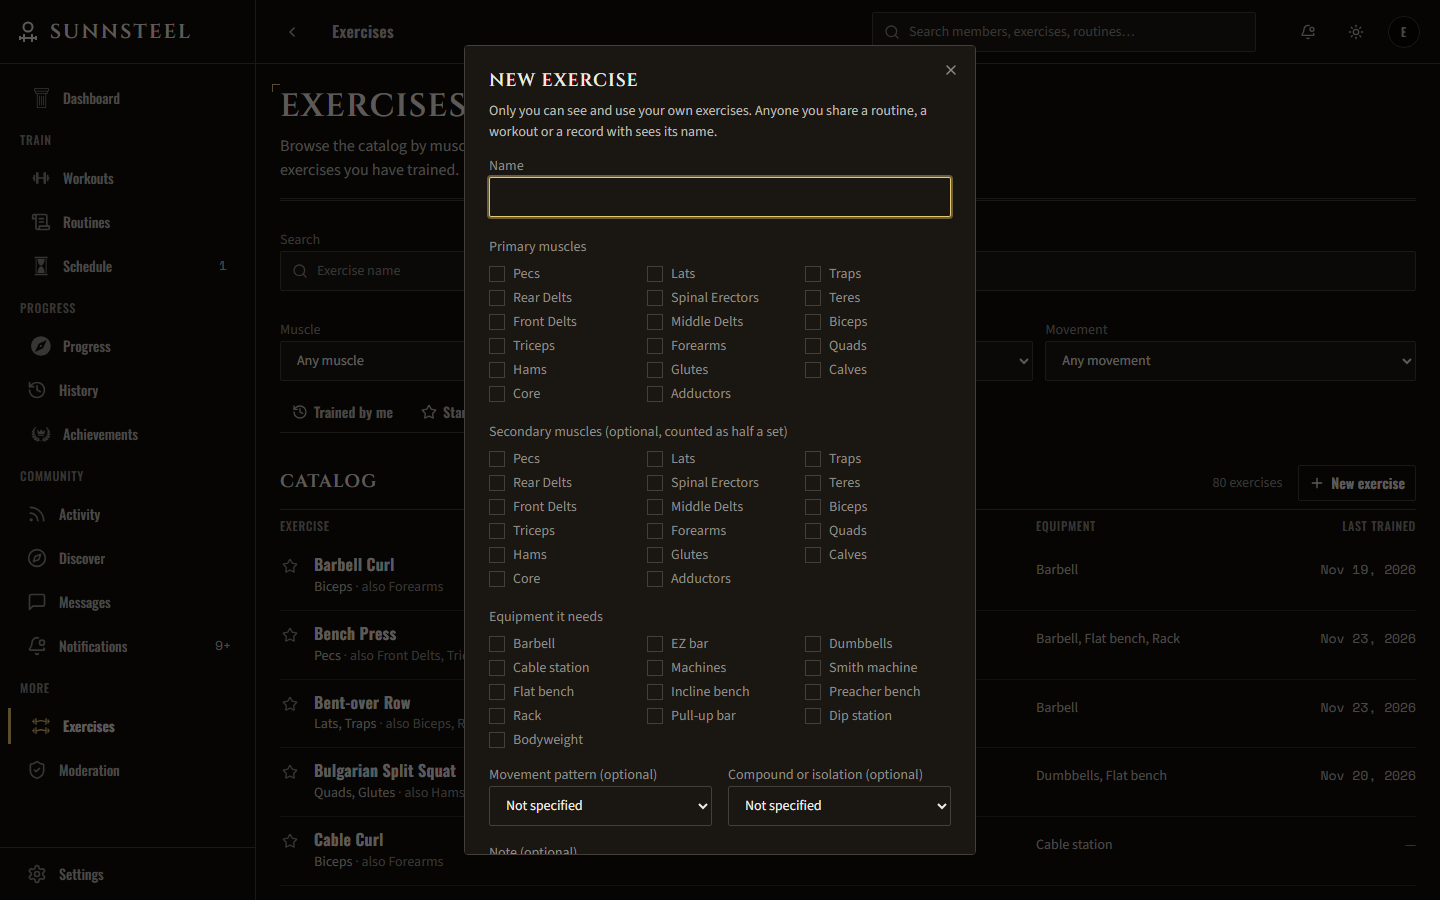 SUNNSTEEL
Exercises
Search members, exercises, routines...
E
Dashboard
TRAIN
Workouts
Routines
Schedule 1
PROGRESS
Progress
History
Achievements
COMMUNITY
Activity
Discover
Messages
Notifications 9+
MORE
Exercises
Moderation
Settings
EXERCISES
Browse the catalog by musc
exercises you have trained.
Search
Exercise name
Muscle
Any muscle
Movement
Any movement
Trained by me
Star
CATALOG
80 exercises
New exercise
EXERCISE EQUIPMENT LAST TRAINED
Barbell Curl
Biceps · also Forearms
Barbell
Nov 19, 2026
Bench Press
Pecs · also Front Delts, Tric
Barbell, Flat bench, Rack
Nov 23, 2026
Bent-over Row
Lats, Traps · also Biceps, R
Barbell
Nov 23, 2026
Bulgarian Split Squat
Quads, Glutes · also Hams
Dumbbells, Flat bench
Nov 20, 2026
Cable Curl
Biceps · also Forearms
Cable station
—
NEW EXERCISE
Only you can see and use your own exercises. Anyone you share a routine, a
workout or a record with sees its name.
Name
Primary muscles
Pecs Lats Traps
Rear Delts Spinal Erectors Teres
Front Delts Middle Delts Biceps
Triceps Forearms Quads
Hams Glutes Calves
Core Adductors
Secondary muscles (optional, counted as half a set)
Pecs Lats Traps
Rear Delts Spinal Erectors Teres
Front Delts Middle Delts Biceps
Triceps Forearms Quads
Hams Glutes Calves
Core Adductors
Equipment it needs
Barbell EZ bar Dumbbells
Cable station Machines Smith machine
Flat bench Incline bench Preacher bench
Rack Pull-up bar Dip station
Bodyweight
Movement pattern (optional) Compound or isolation (optional)
Not specified Not specified
Note (optional)